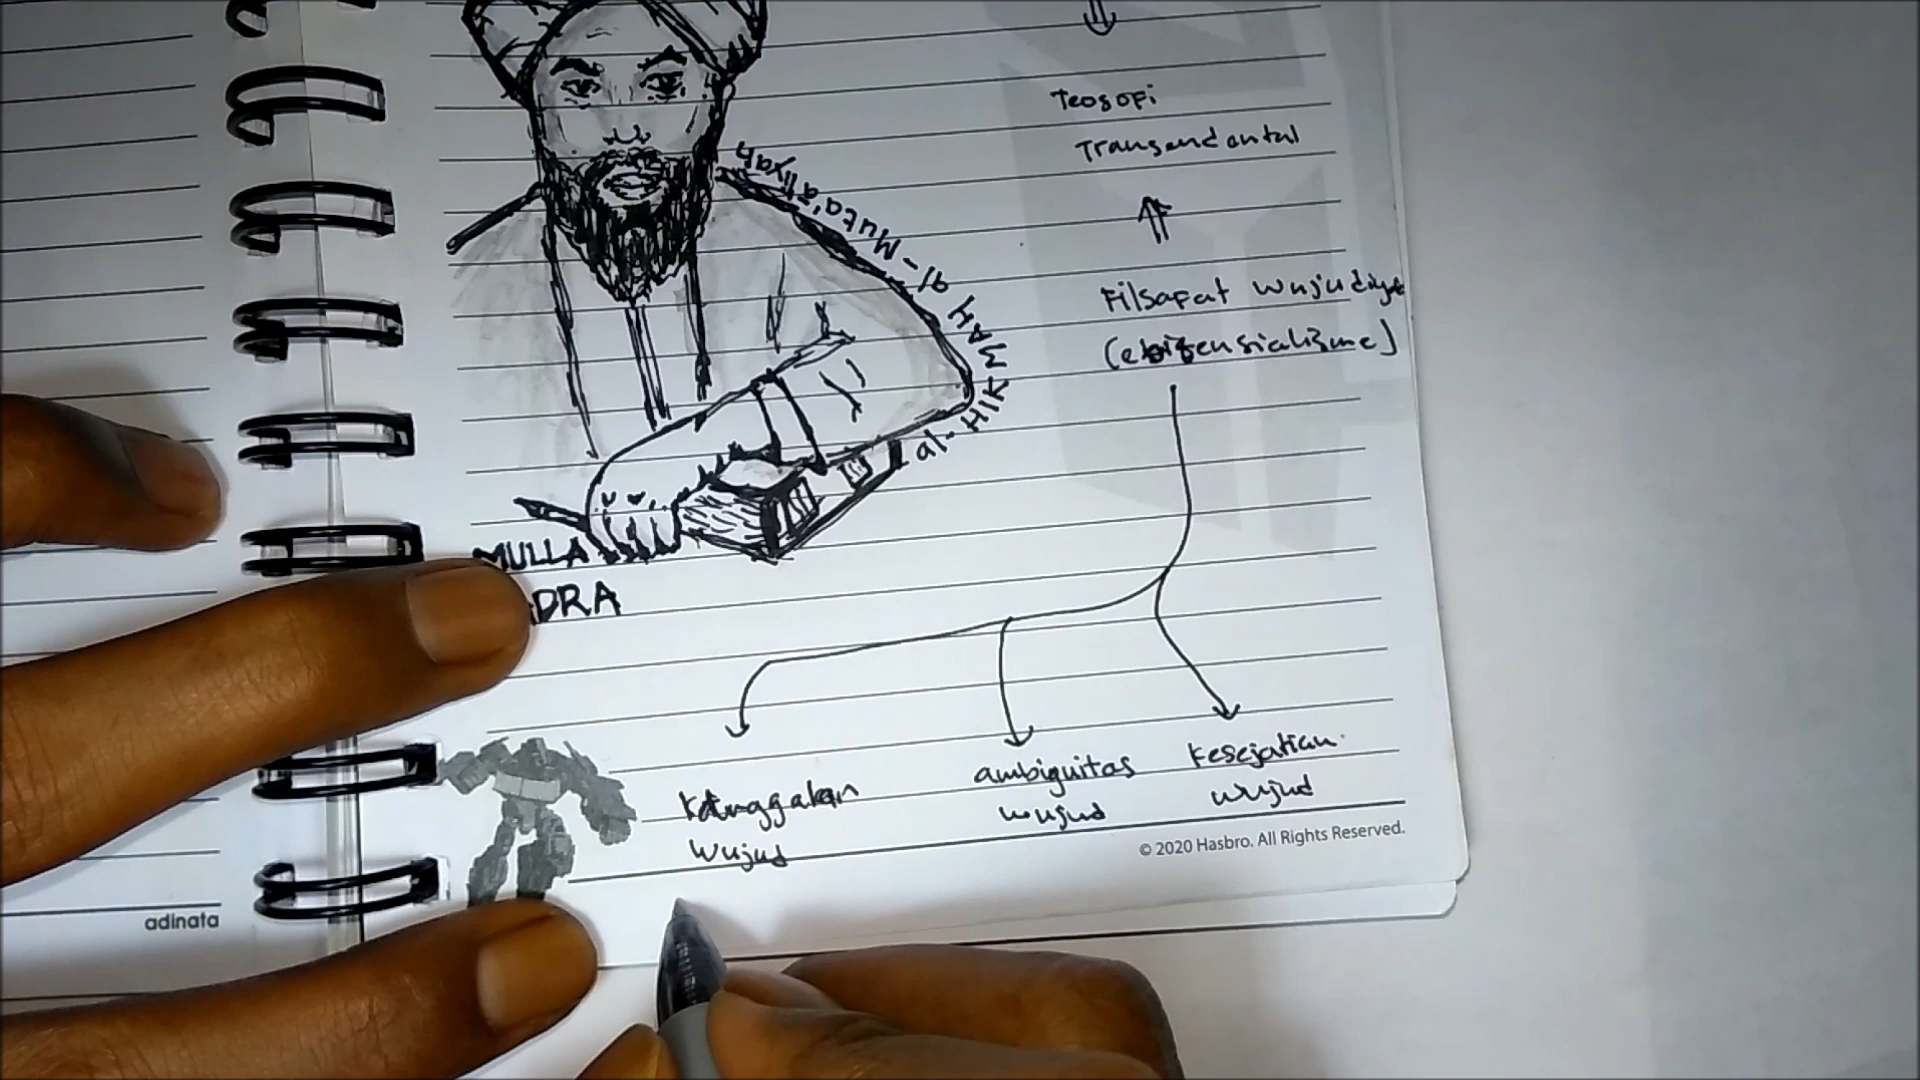 Teosofi
Transendental
Filsafat wujudiyah
(eksistensialisme)
al-HIKMAH al-Muta'aliyah
MULLA
DRA
ketunggalan
wujud
ambiguitas
wujud
kesejatian
wujud
© 2020 Hasbro. All Rights Reserved.
adinata